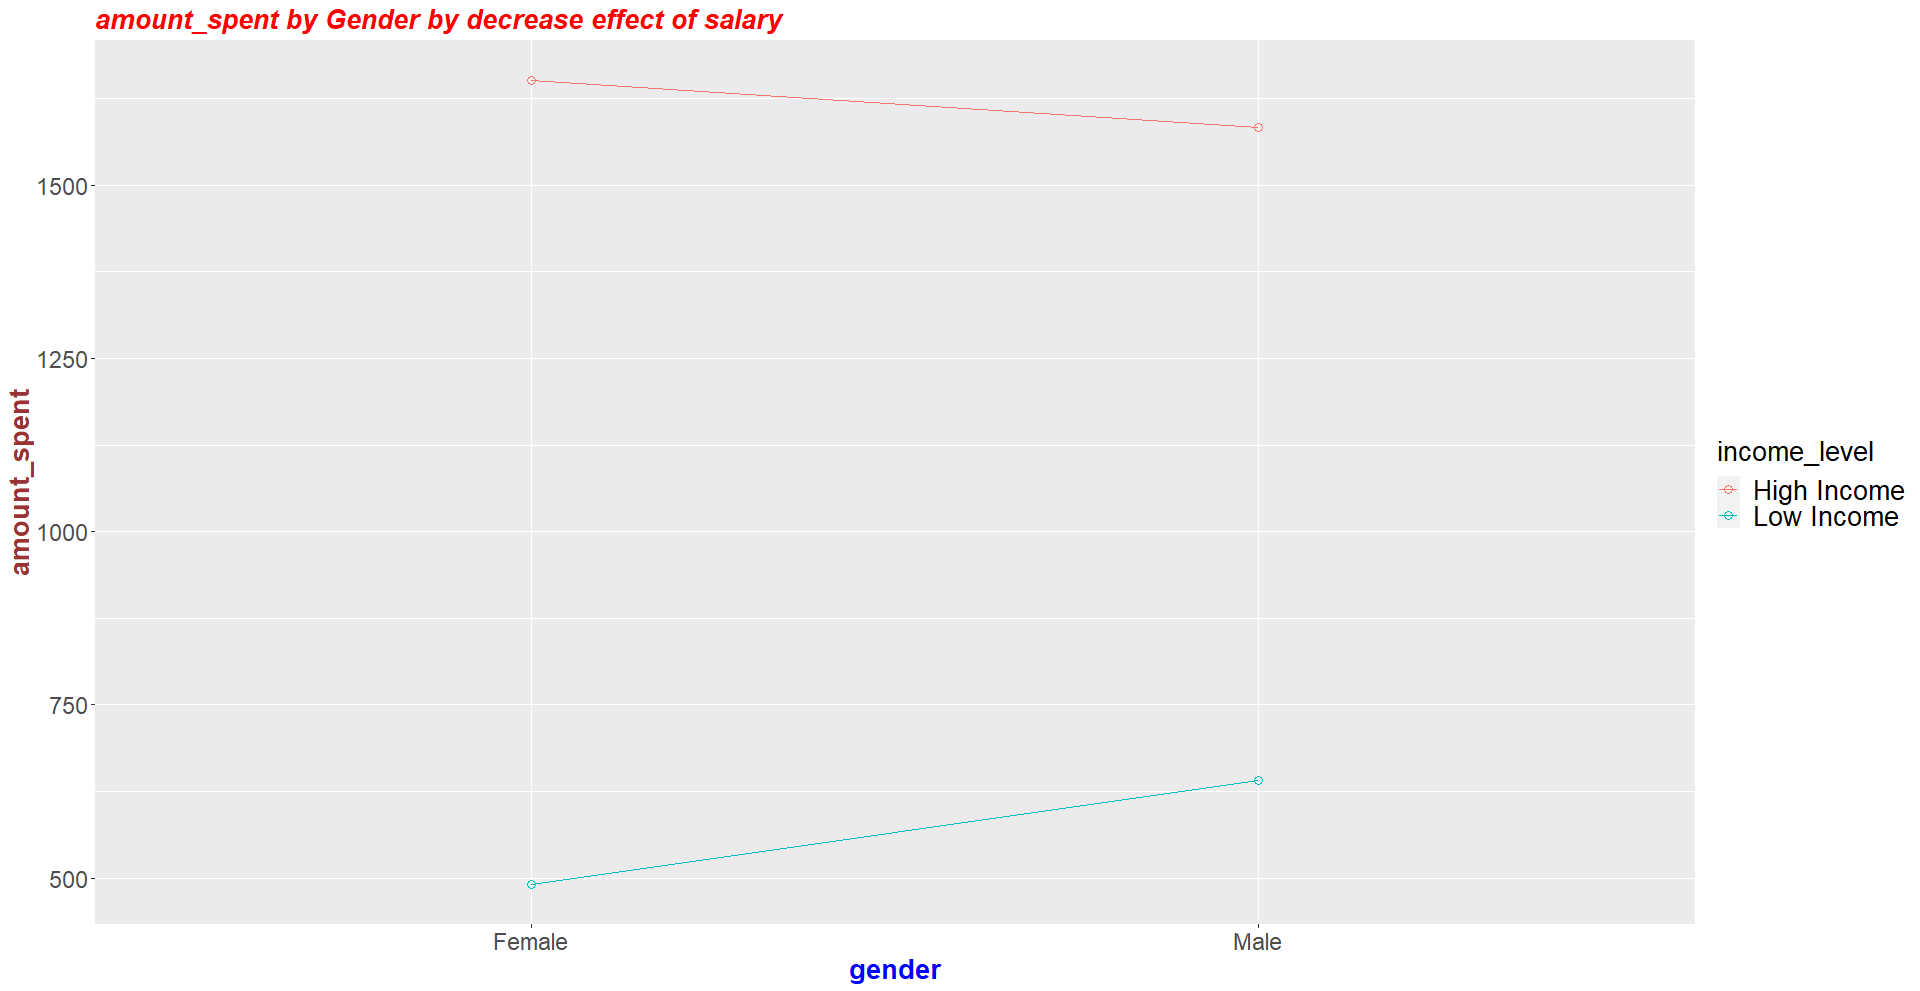 amount_spent by Gender by decrease effect of salary
1500
1250
1000
750
500
amount_spent
Female
Male
gender
income_level
High Income
Low Income